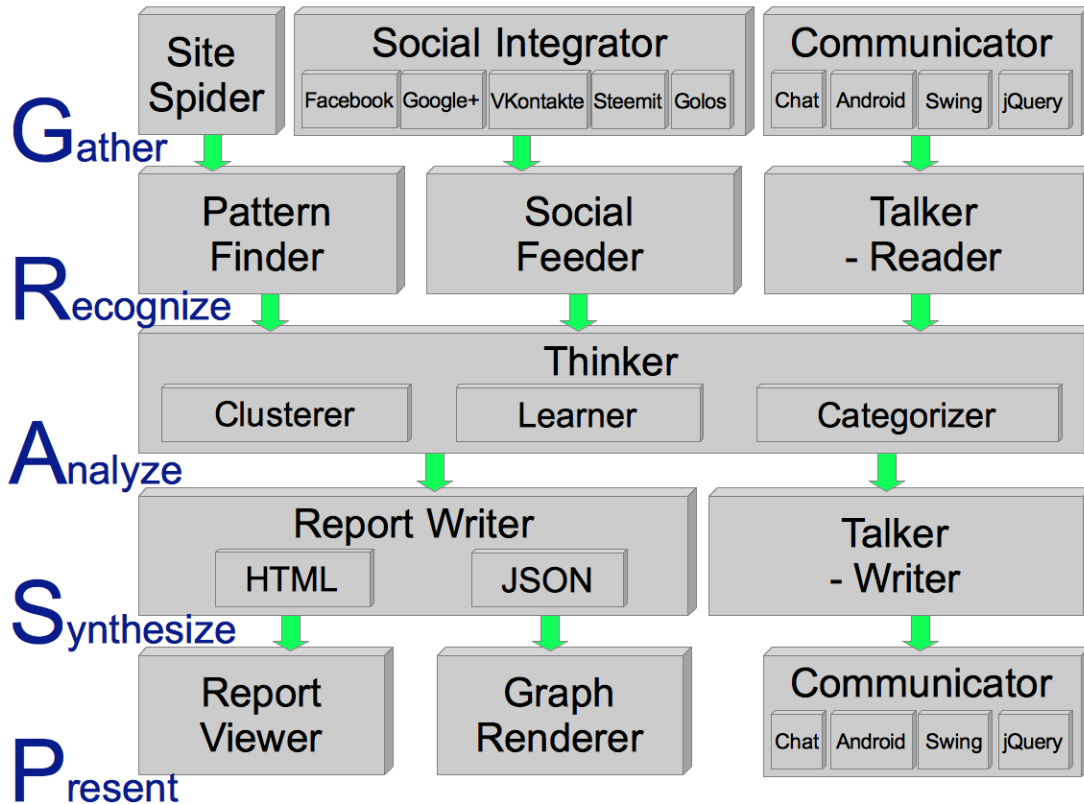 Gather
Site
Spider
Social Integrator
Facebook
Google+
VKontakte
Steemit
Golos
Communicator
Chat
Android
Swing
jQuery
Recognize
Pattern
Finder
Social
Feeder
Talker
- Reader
Analyze
Thinker
Clusterer
Learner
Categorizer
Synthesize
Report Writer
HTML
JSON
Talker
- Writer
Present
Report
Viewer
Graph
Renderer
Communicator
Chat
Android
Swing
jQuery